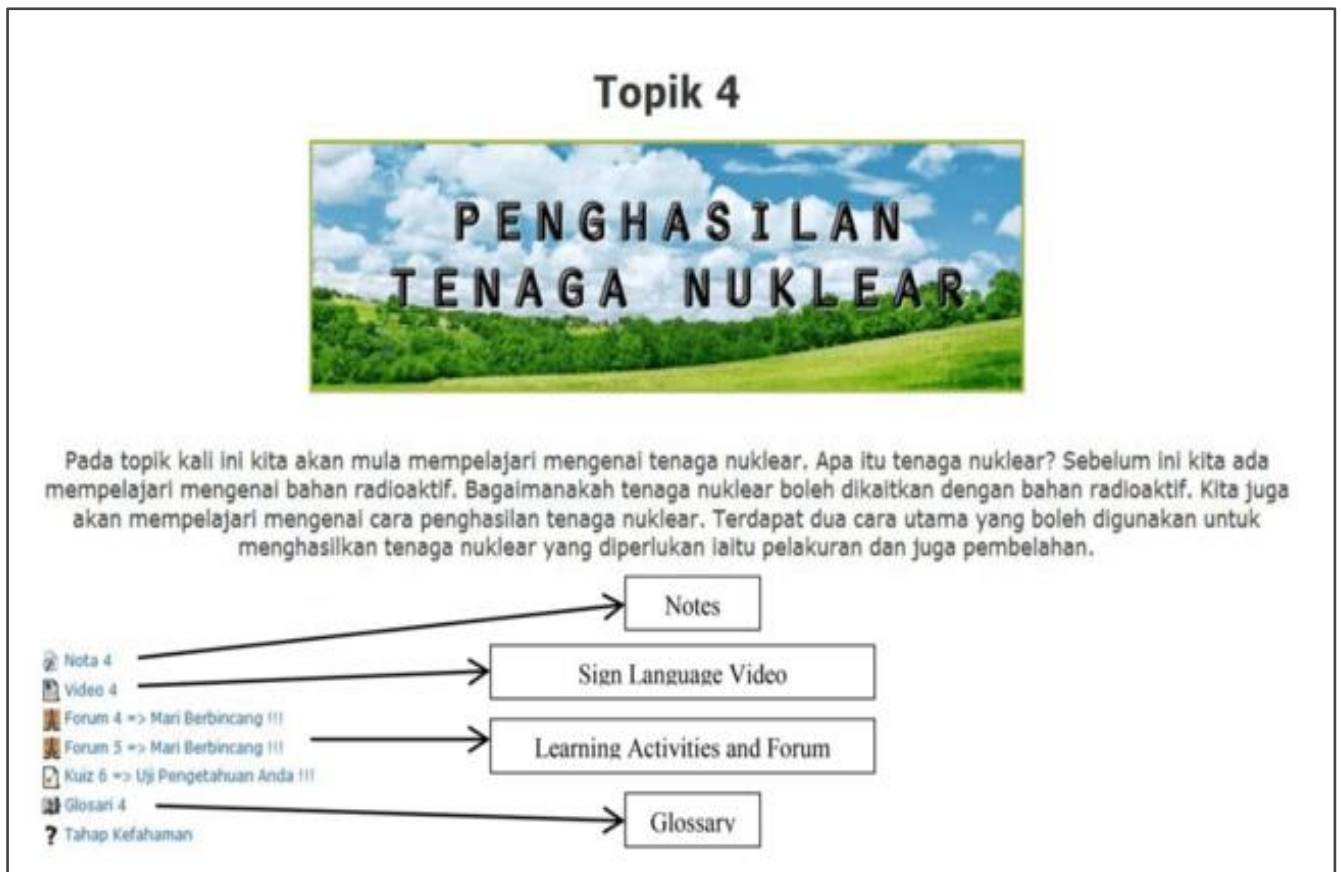 Topik 4
PENGHASILAN
TENAGA NUKLEAR
Pada topik kali ini kita akan mula mempelajari mengenai tenaga nuklear. Apa itu tenaga nuklear? Sebelum ini kita ada
mempelajari mengenai bahan radioaktif. Bagaimanakah tenaga nuklear boleh dikaitkan dengan bahan radioaktif. Kita juga
akan mempelajari mengenai cara penghasilan tenaga nuklear. Terdapat dua cara utama yang boleh digunakan untuk
menghasilkan tenaga nuklear yang diperlukan iaitu pelakuran dan juga pembelahan.
Notes
Nota 4
Sign Language Video
Video 4
Forum 4 => Mari Berbincang !!!
Forum 5 => Mari Berbincang !!!
Learning Activities and Forum
Kuiz 6 => Uji Pengetahuan Anda !!!
Glosari 4
Glossary
? Tahap Kefahaman